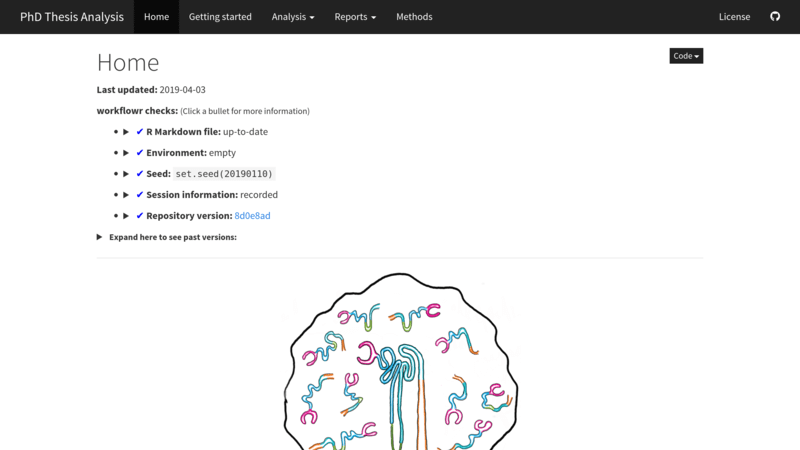 PhD Thesis Analysis Home Getting started Analysis Reports Methods License
Home
Code
Last updated: 2019-04-03
workflowr checks: (Click a bullet for more information)
✔ R Markdown file: up-to-date
✔ Environment: empty
✔ Seed: set.seed(20190110)
✔ Session information: recorded
✔ Repository version: 8d0e8ad
Expand here to see past versions: